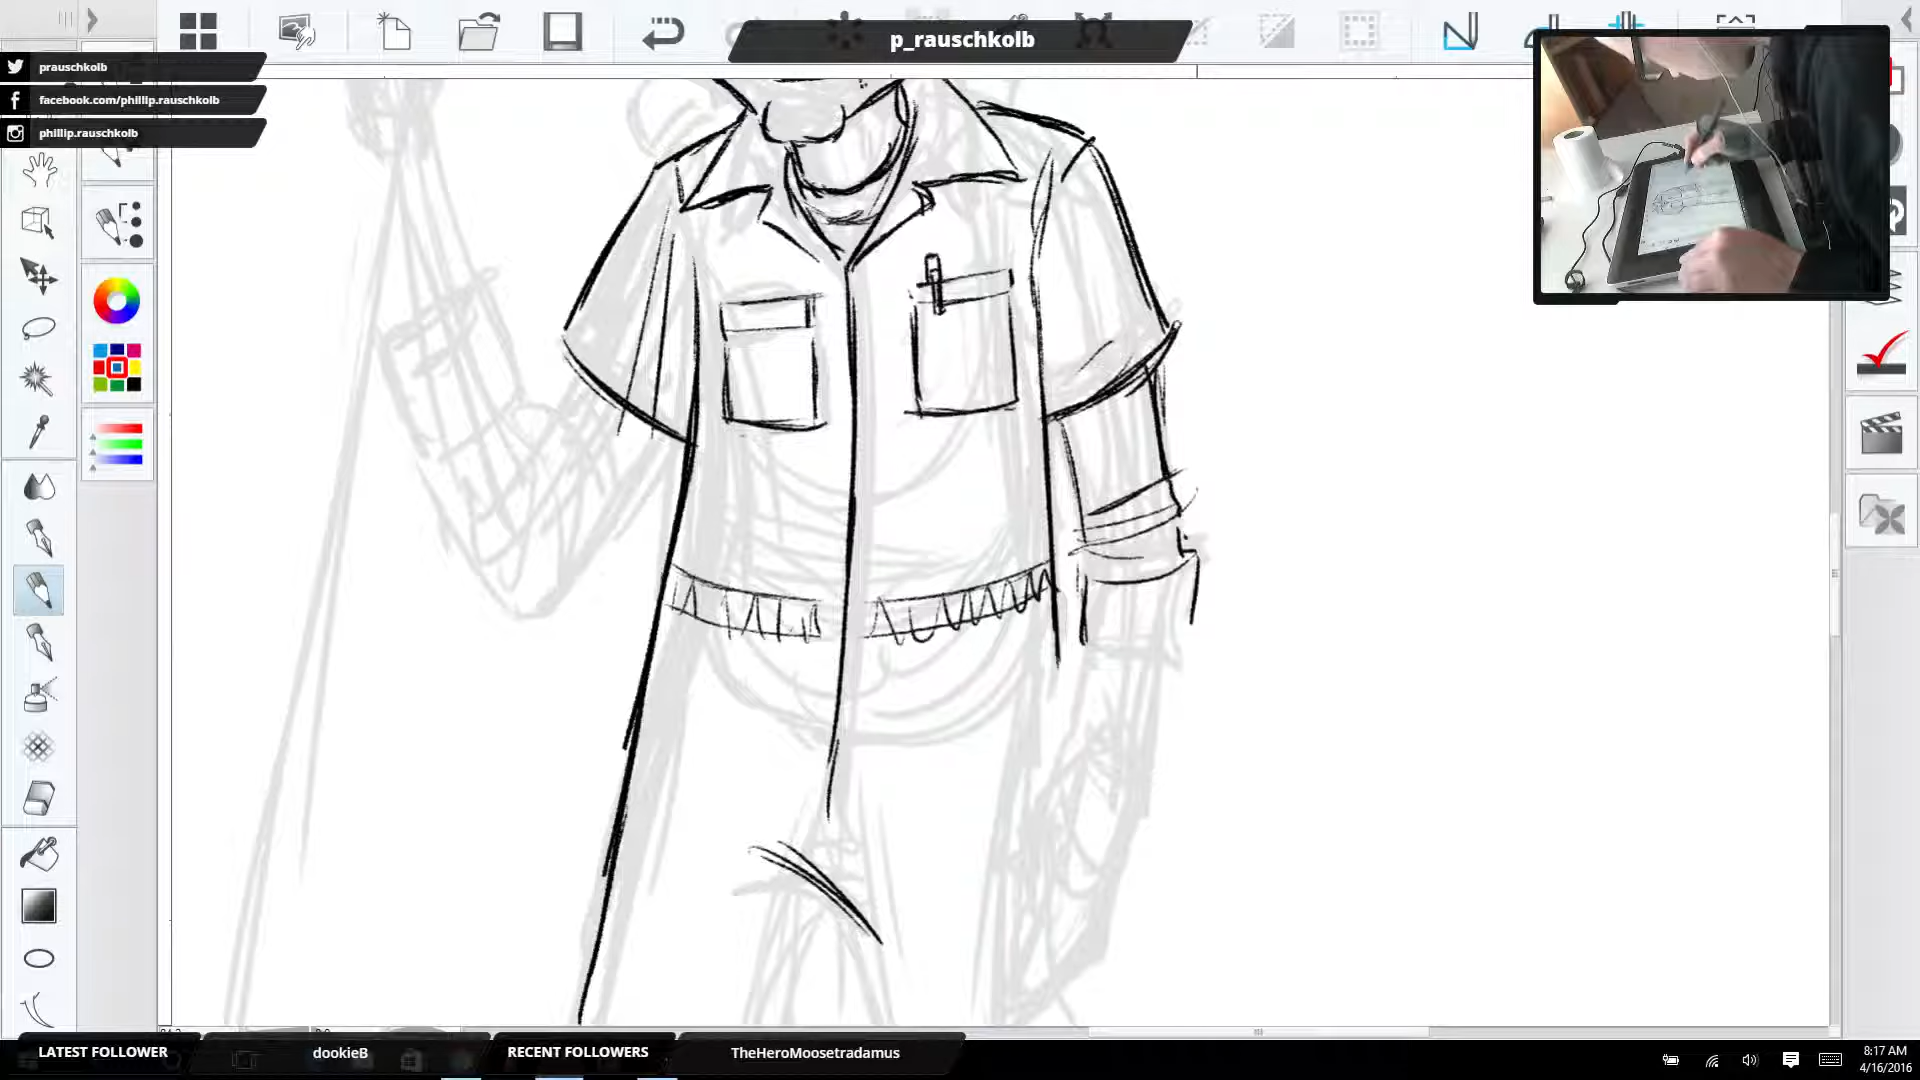 p_rauschkolb
prauschkolb
facebook.com/phillip.rauschkolb
phillip.rauschkolb
LATEST FOLLOWER
dookieB
RECENT FOLLOWERS
TheHeroMoosetradamus
8:17 AM
4/16/2016